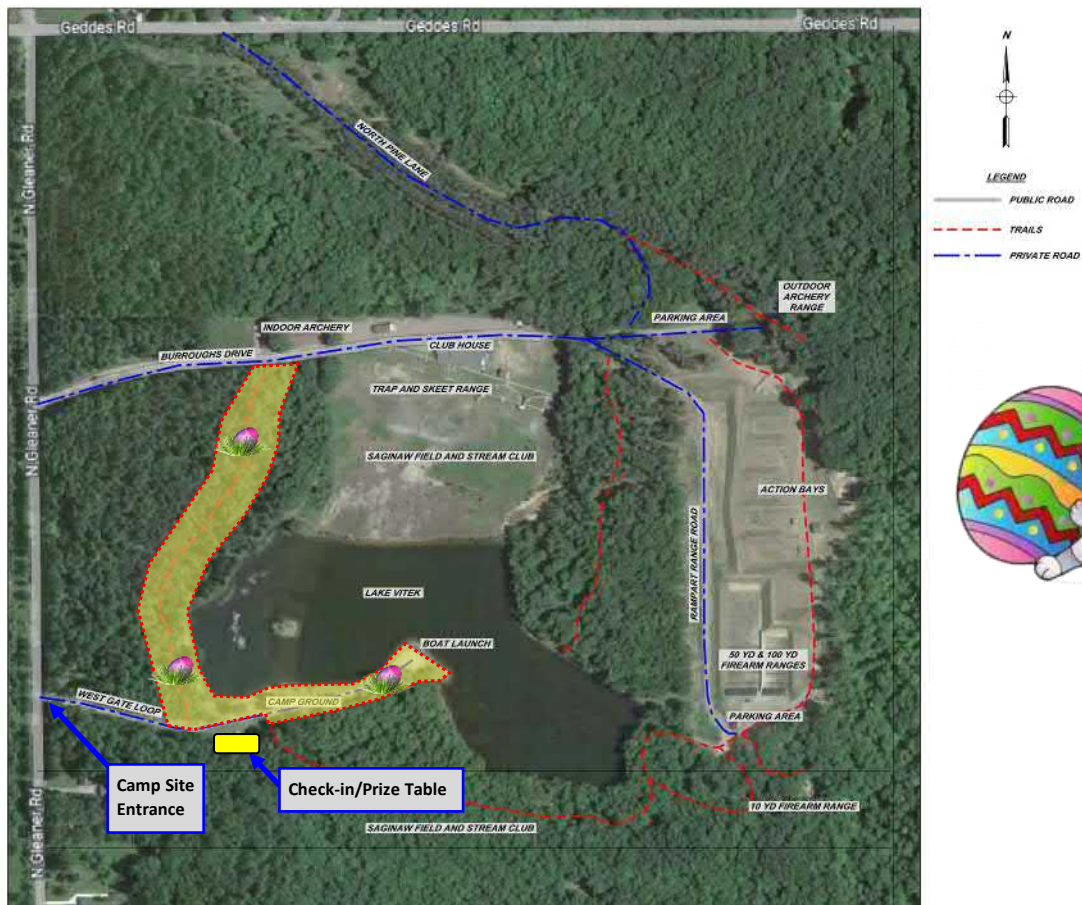 Geddes Rd
Geddes Rd
Geddes Rd
N
N.Gleaner Rd
NORTH PINE LANE
LEGEND
PUBLIC ROAD
TRAILS
PRIVATE ROAD
OUTDOOR
ARCHERY
RANGE
PARKING AREA
INDOOR ARCHERY
CLUB HOUSE
BURROUGHS DRIVE
TRAP AND SKEET RANGE
N.Gleaner Rd
SAGINAW FIELD AND STREAM CLUB
ACTION BAYS
RAMPART RANGE ROAD
LAKE VITEK
BOAT LAUNCH
50 YD & 100 YD
FIREARM RANGES
WEST GATE LOOP
CAMP GROUND
PARKING AREA
Camp Site
Entrance
Check-in/Prize Table
10 YD FIREARM RANGE
SAGINAW FIELD AND STREAM CLUB
N.Gleaner Rd